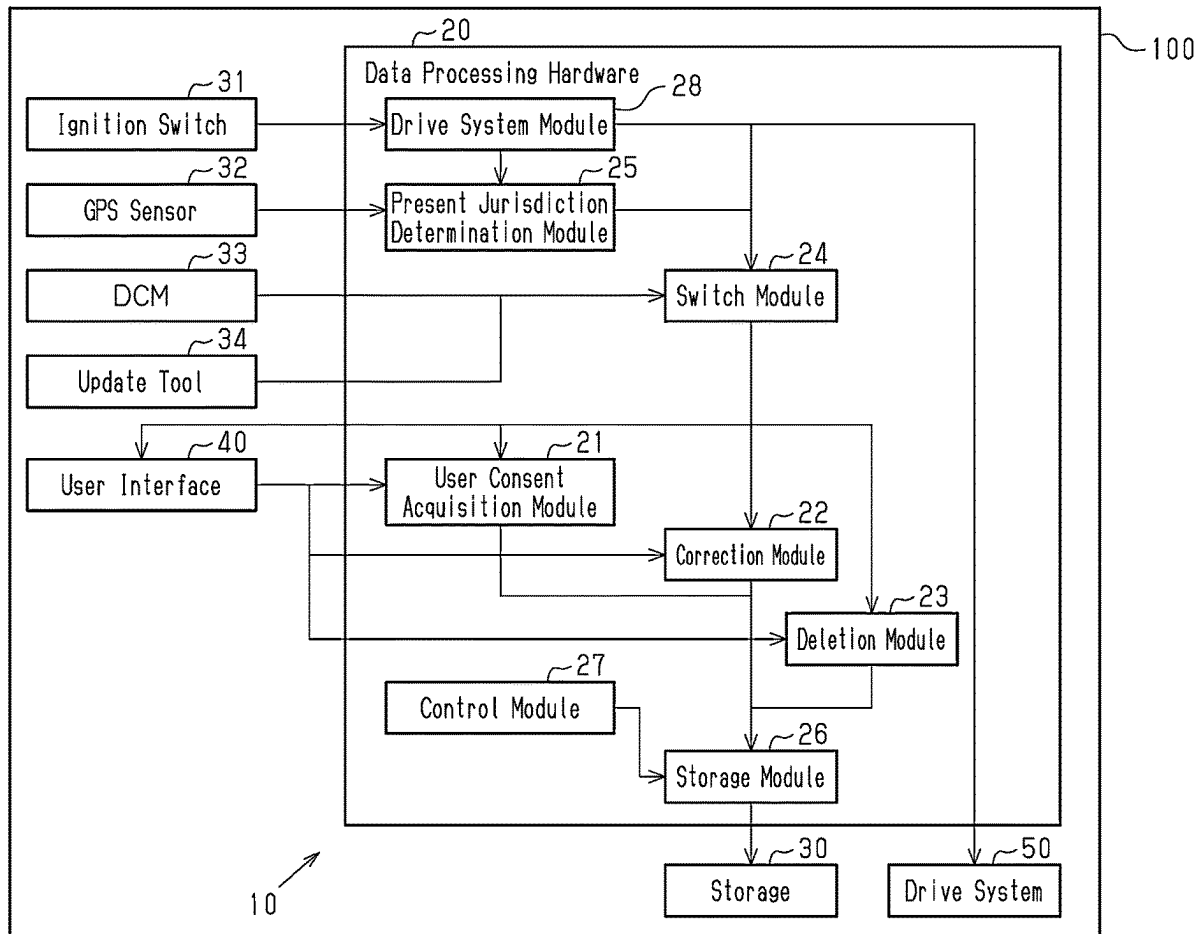 20
100
Data Processing Hardware
31
Ignition Switch
28
Drive System Module
32
GPS Sensor
25
Present Jurisdiction
Determination Module
33
DCM
24
Switch Module
34
Update Tool
40
User Interface
21
User Consent
Acquisition Module
22
Correction Module
23
Deletion Module
27
Control Module
26
Storage Module
30
Storage
50
Drive System
10